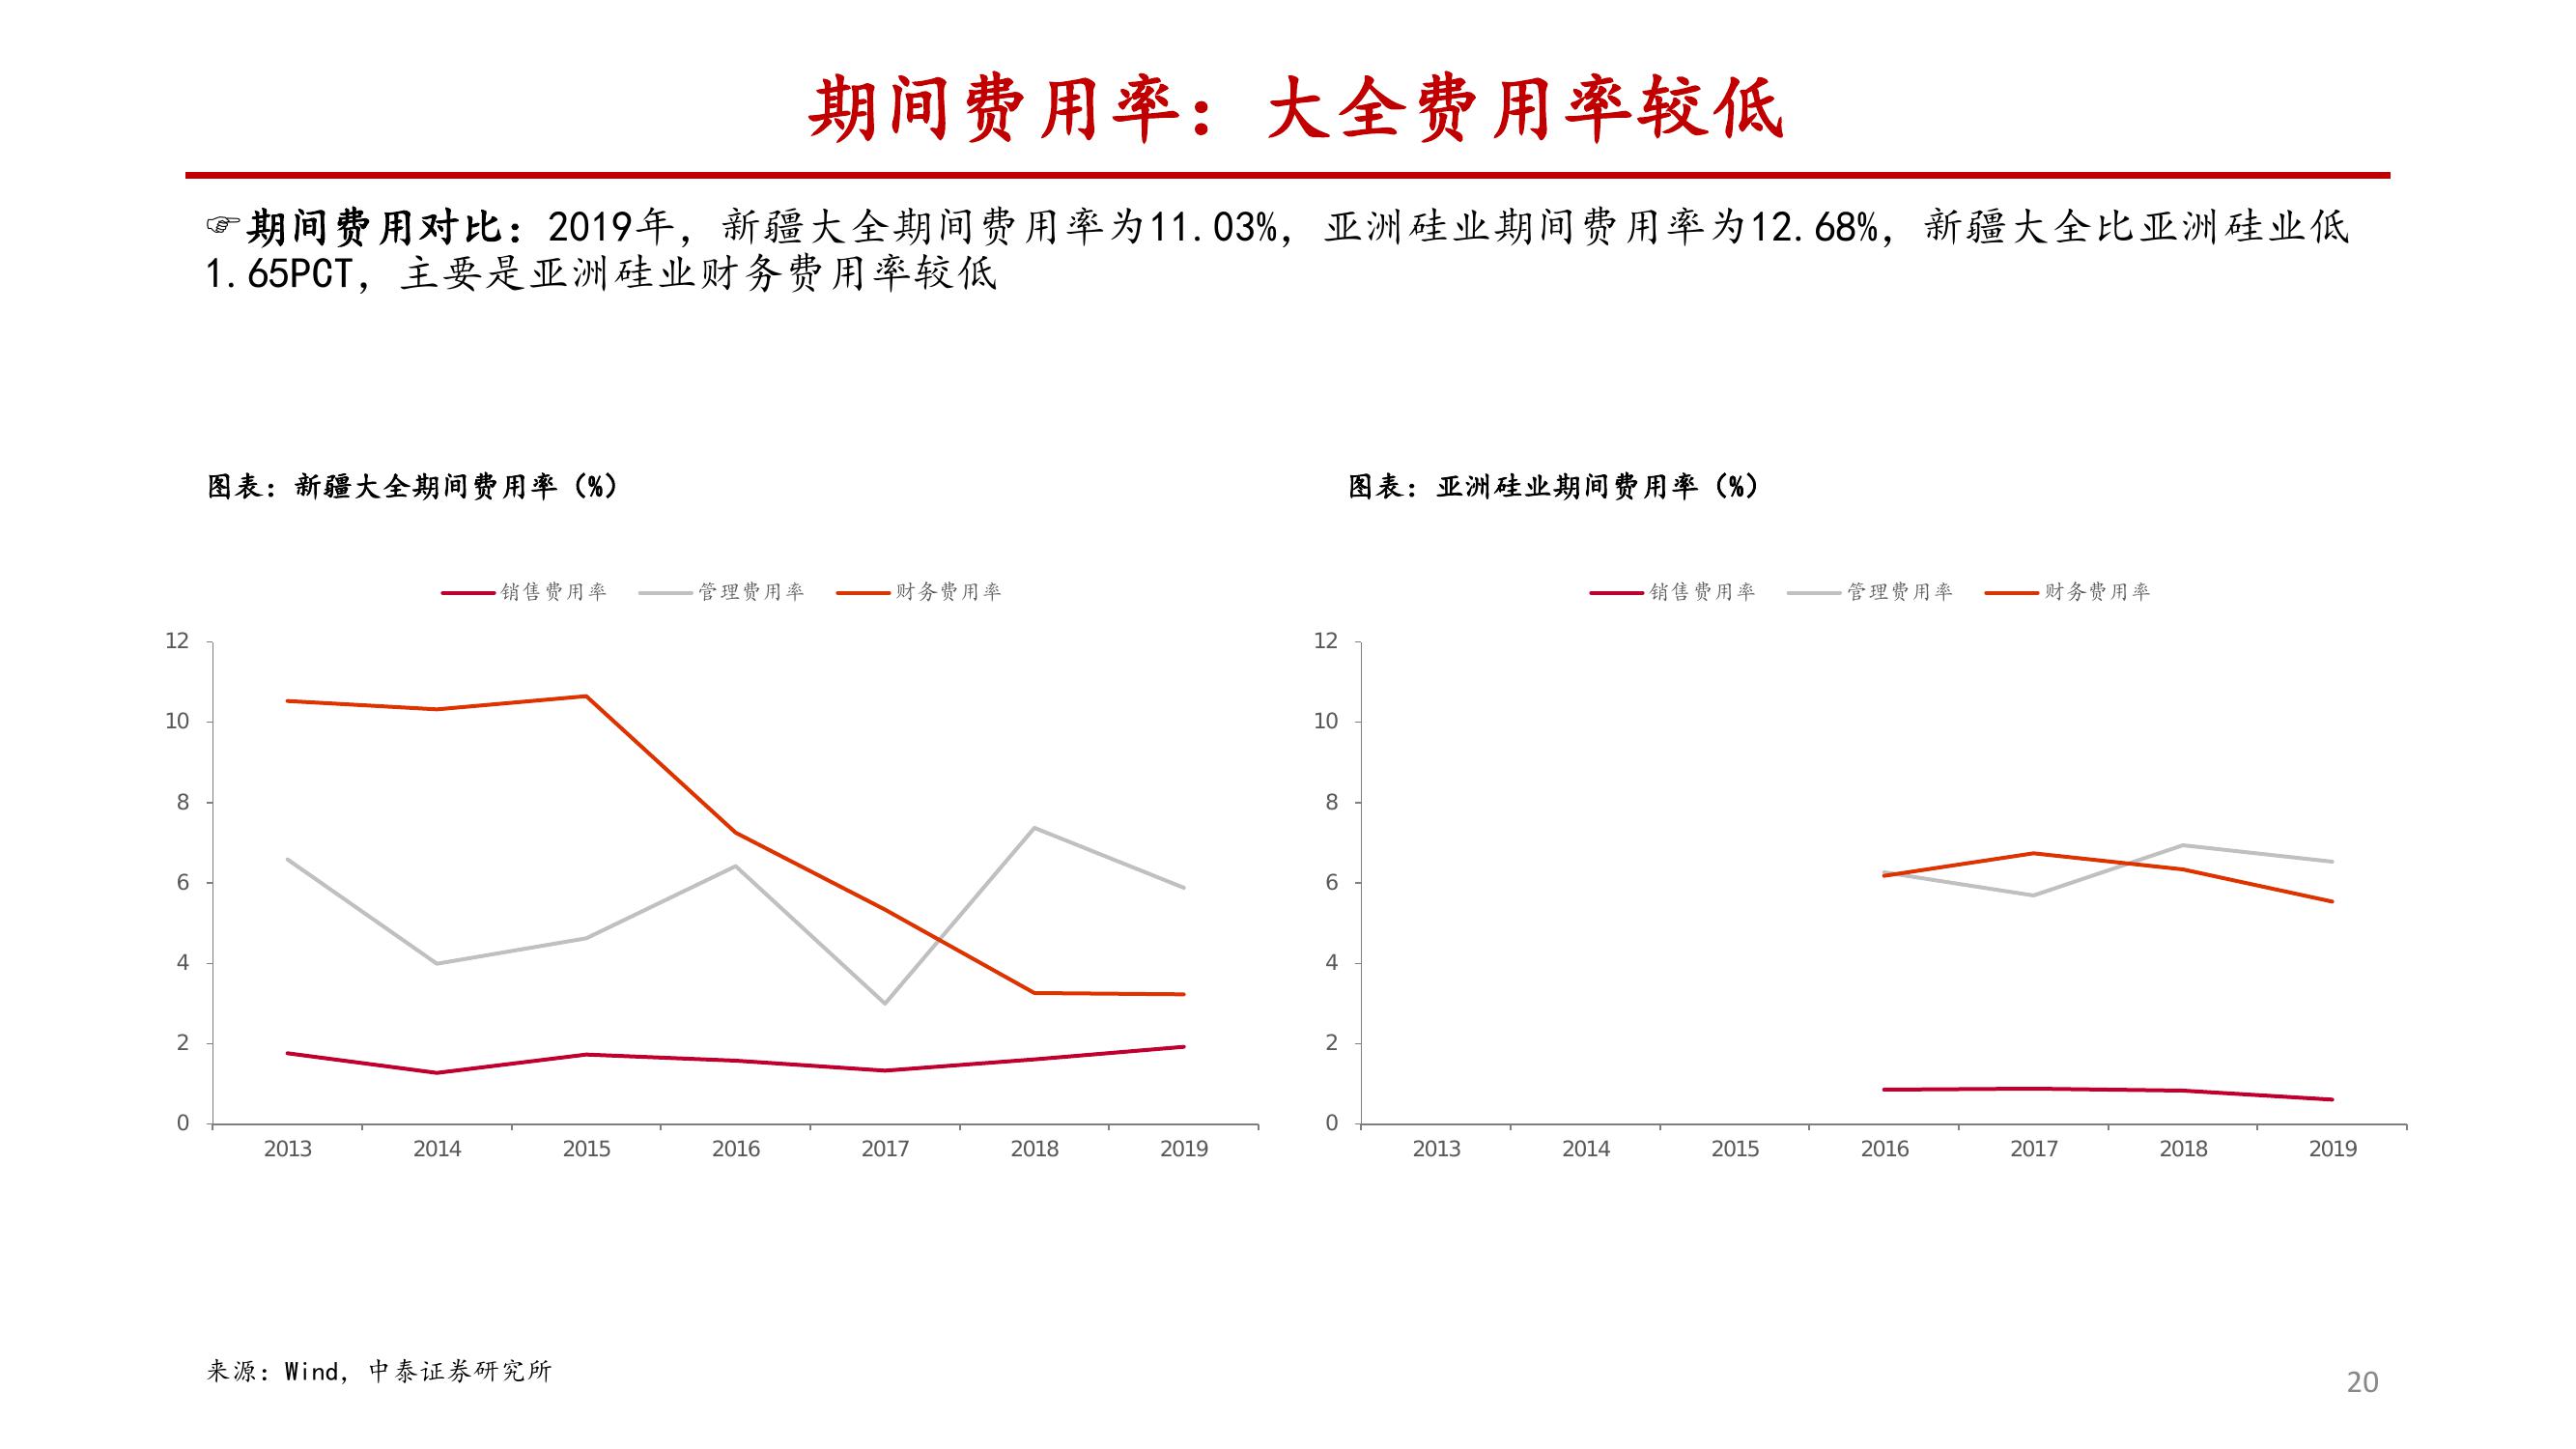 期间费用率：大全费用率较低
☞期间费用对比：2019年，新疆大全期间费用率为11.03%，亚洲硅业期间费用率为12.68%，新疆大全比亚洲硅业低
1.65PCT，主要是亚洲硅业财务费用率较低
图表：新疆大全期间费用率（%）
销售费用率 管理费用率 财务费用率
12
10
8
6
4
2
0
2013 2014 2015 2016 2017 2018 2019
图表：亚洲硅业期间费用率（%）
销售费用率 管理费用率 财务费用率
12
10
8
6
4
2
0
2013 2014 2015 2016 2017 2018 2019
来源：Wind，中泰证券研究所
20